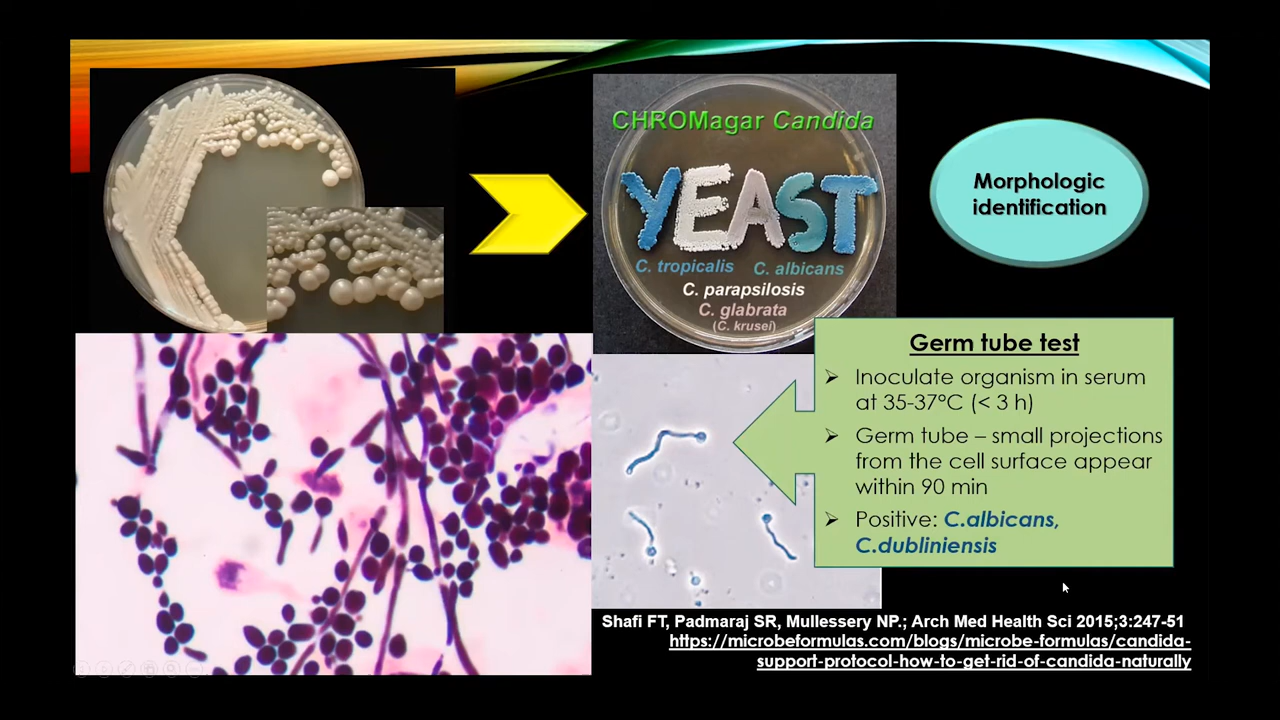 CHROMagar Candida
YEAST
C. tropicalis C. albicans
C. parapsilosis
C. glabrata
(C. krusei)
Morphologic
identification
Germ tube test
Inoculate organism in serum
at 35-37°C (< 3 h)
Germ tube – small projections
from the cell surface appear
within 90 min
Positive: C.albicans,
C.dubliniensis
Shafi FT, Padmaraj SR, Mullessery NP.; Arch Med Health Sci 2015;3:247-51
https://microbeformulas.com/blogs/microbe-formulas/candida-
support-protocol-how-to-get-rid-of-candida-naturally